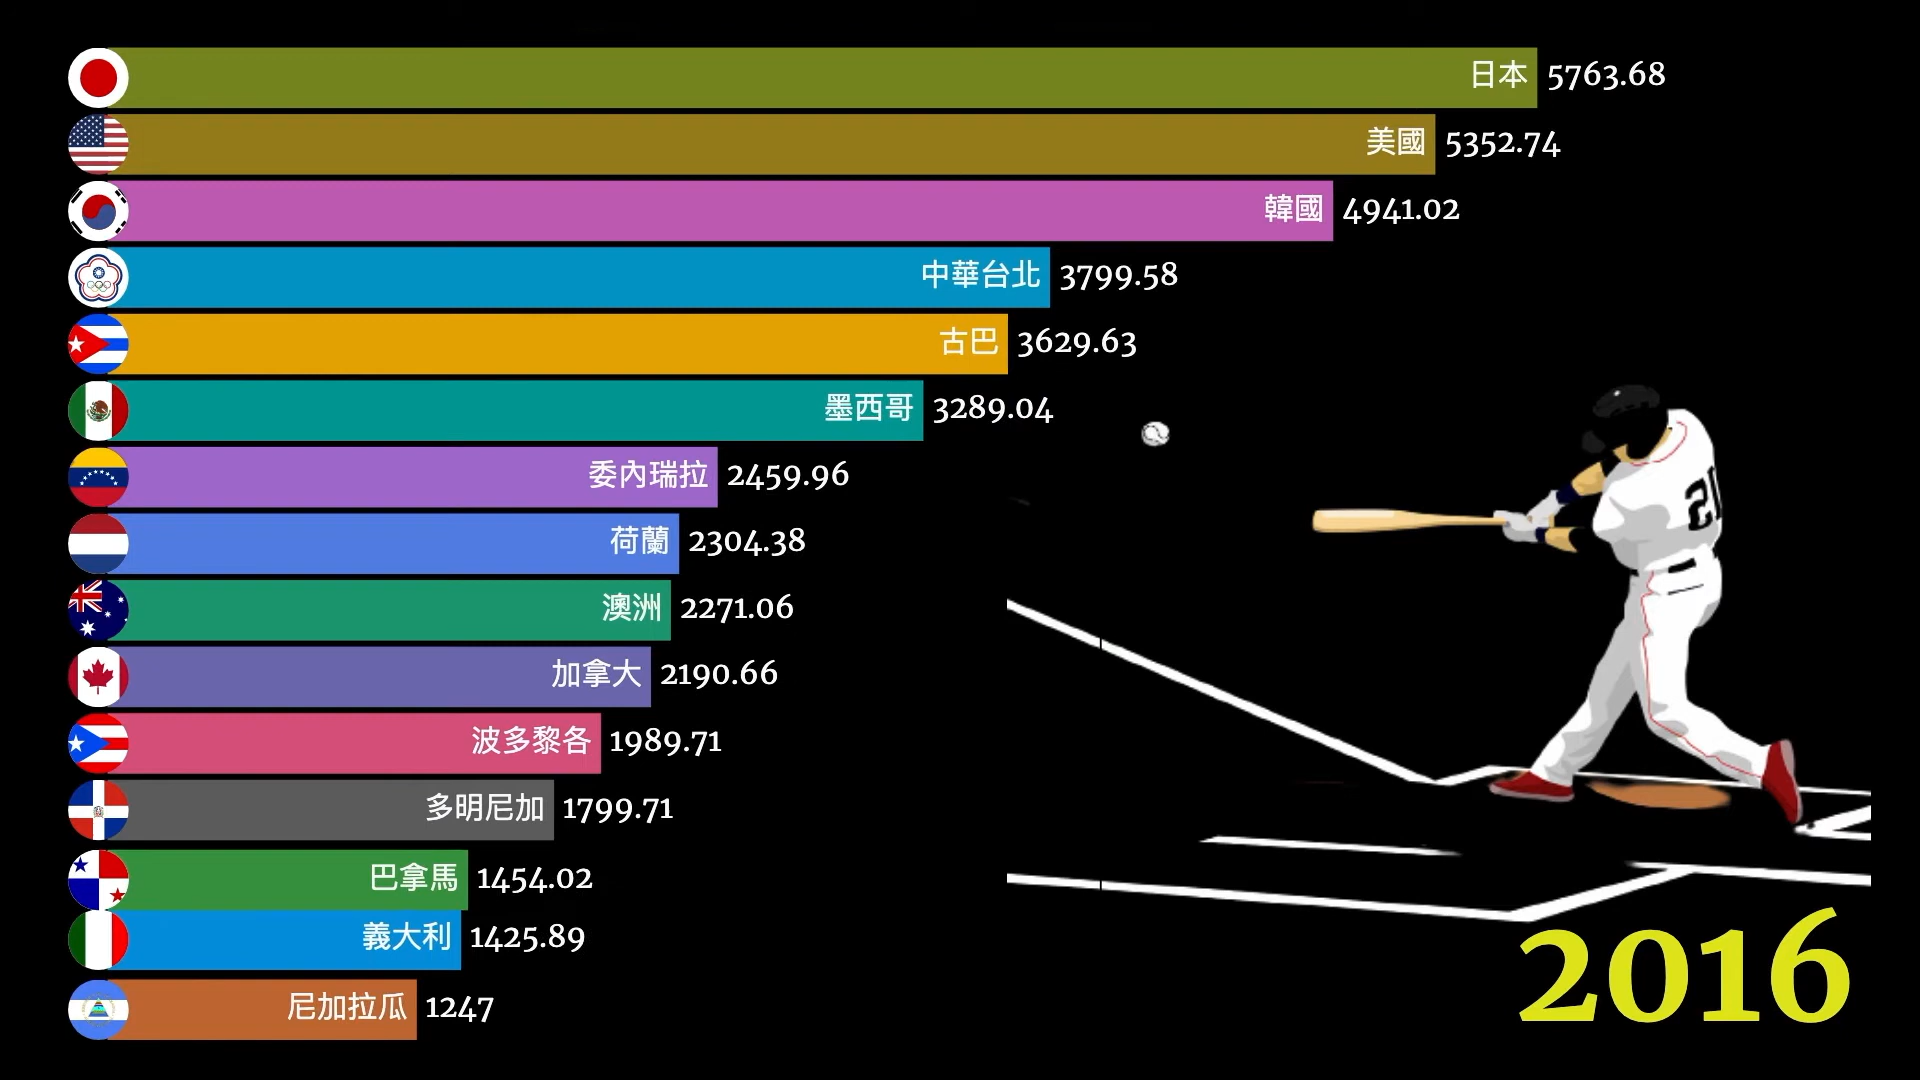 日本 5763.68
美國 5352.74
韓國 4941.02
中華台北 3799.58
古巴 3629.63
墨西哥 3289.04
委內瑞拉 2459.96
荷蘭 2304.38
澳洲 2271.06
加拿大 2190.66
波多黎各 1989.71
多明尼加 1799.71
巴拿馬 1454.02
義大利 1425.89
尼加拉瓜 1247
2016